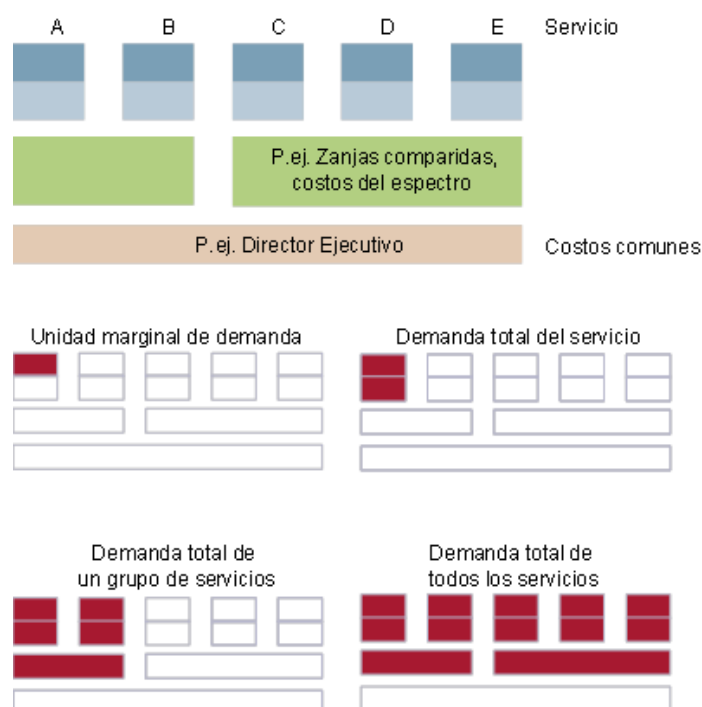 A B C D E Servicio
P.ej. Zanjas comparidas,
costos del espectro
P.ej. Director Ejecutivo Costos comunes
Unidad marginal de demanda Demanda total del servicio
Demanda total de
un grupo de servicios
Demanda total de
todos los servicios